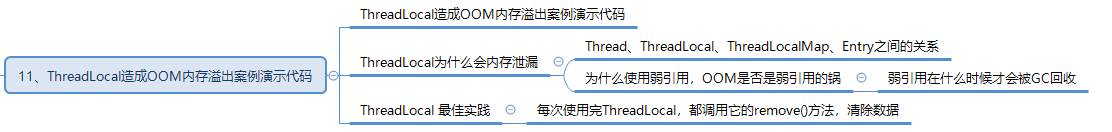 11、ThreadLocal造成OOM内存溢出案例演示代码
ThreadLocal造成OOM内存溢出案例演示代码
ThreadLocal为什么会内存泄漏
Thread、ThreadLocal、ThreadLocalMap、Entry之间的关系
为什么使用弱引用，OOM是否是弱引用的锅
弱引用在什么时候才会被GC回收
ThreadLocal 最佳实践
每次使用完ThreadLocal，都调用它的remove()方法，清除数据